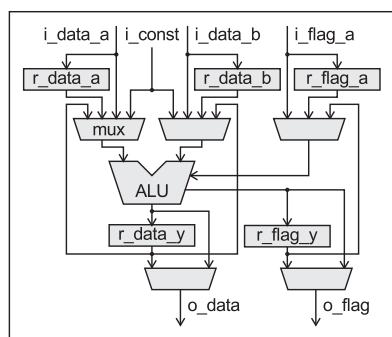 i_data_a i_const i_data_b i_flag_a
r_data_a r_data_b r_flag_a
mux
ALU
r_data_y r_flag_y
o_data o_flag